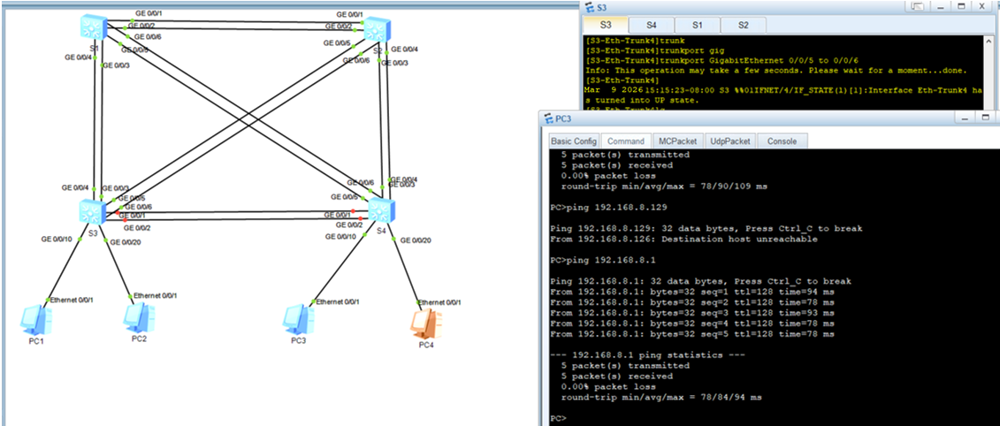 GE 0/0/1
GE 0/0/2
GE 0/0/6
GE 0/0/5
S1
GE 0/0/4
GE 0/0/3
GE 0/0/1
GE 0/0/2
GE 0/0/5
S2
GE 0/0/4
GE 0/0/6
GE 0/0/3
GE 0/0/4
GE 0/0/3
GE 0/0/5
GE 0/0/6
GE 0/0/1
GE 0/0/2
S3
GE 0/0/10
GE 0/0/20
GE 0/0/4
GE 0/0/6
GE 0/0/3
GE 0/0/5
GE 0/0/1
GE 0/0/2
S4
GE 0/0/10
GE 0/0/20
Ethernet 0/0/1
Ethernet 0/0/1
Ethernet 0/0/1
Ethernet 0/0/1
PC1
PC2
PC3
PC4
S3
S3 S4 S1 S2
[S3-Eth-Trunk4]trunk
[S3-Eth-Trunk4]trunkport gig
[S3-Eth-Trunk4]trunkport GigabitEthernet 0/0/5 to 0/0/6
Info: This operation may take a few seconds. Please wait for a moment...done.
[S3-Eth-Trunk4]
Mar 9 2026 15:15:23-08:00 S3 %%01IFNET/4/IF_STATE(l)[1]:Interface Eth-Trunk4 ha
s turned into UP state.
PC3
Basic Config Command MCPacket UdpPacket Console
5 packet(s) transmitted
5 packet(s) received
0.00% packet loss
round-trip min/avg/max = 78/90/109 ms
PC>ping 192.168.8.129
Ping 192.168.8.129: 32 data bytes, Press Ctrl_C to break
From 192.168.8.126: Destination host unreachable
PC>ping 192.168.8.1
Ping 192.168.8.1: 32 data bytes, Press Ctrl_C to break
From 192.168.8.1: bytes=32 seq=1 ttl=128 time=94 ms
From 192.168.8.1: bytes=32 seq=2 ttl=128 time=78 ms
From 192.168.8.1: bytes=32 seq=3 ttl=128 time=93 ms
From 192.168.8.1: bytes=32 seq=4 ttl=128 time=78 ms
From 192.168.8.1: bytes=32 seq=5 ttl=128 time=78 ms
--- 192.168.8.1 ping statistics ---
5 packet(s) transmitted
5 packet(s) received
0.00% packet loss
round-trip min/avg/max = 78/84/94 ms
PC>